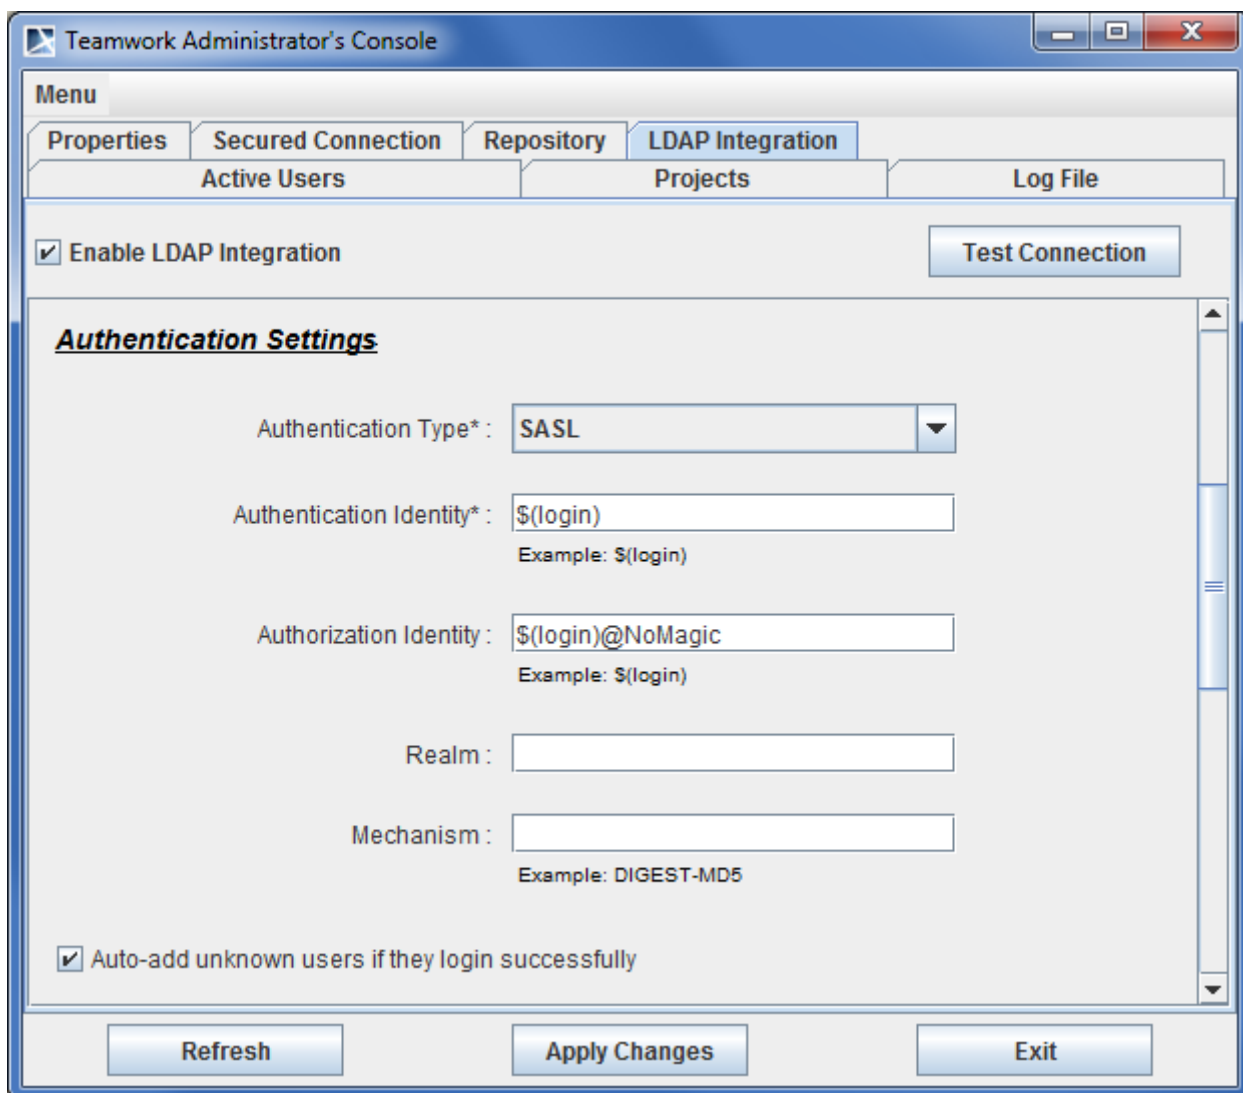 Teamwork Administrator's Console
Menu
Properties Secured Connection Repository LDAP Integration
Active Users Projects Log File
Enable LDAP Integration Test Connection
Authentication Settings
Authentication Type* : SASL
Authentication Identity* : $(login)
Example: $(login)
Authorization Identity : $(login)@NoMagic
Example: $(login)
Realm :
Mechanism :
Example: DIGEST-MD5
Auto-add unknown users if they login successfully
Refresh Apply Changes Exit